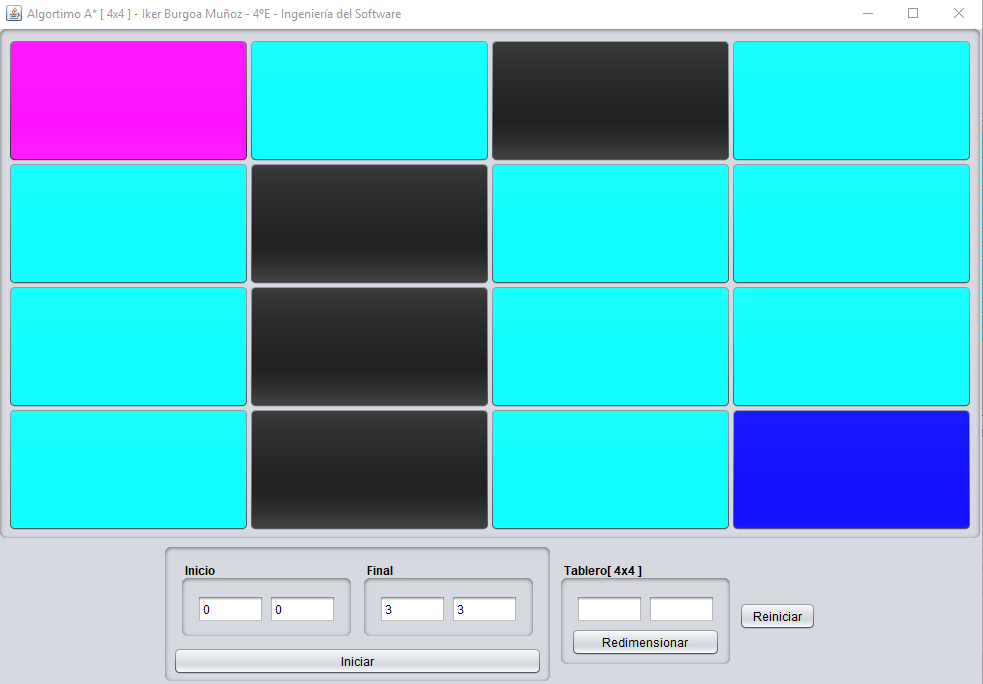 Algortimo A* [ 4x4 ] - Iker Burgoa Muñoz - 4ºE - Ingeniería del Software
Inicio
Final
Tablero[ 4x4 ]
0
0
3
3
Reiniciar
Redimensionar
Iniciar